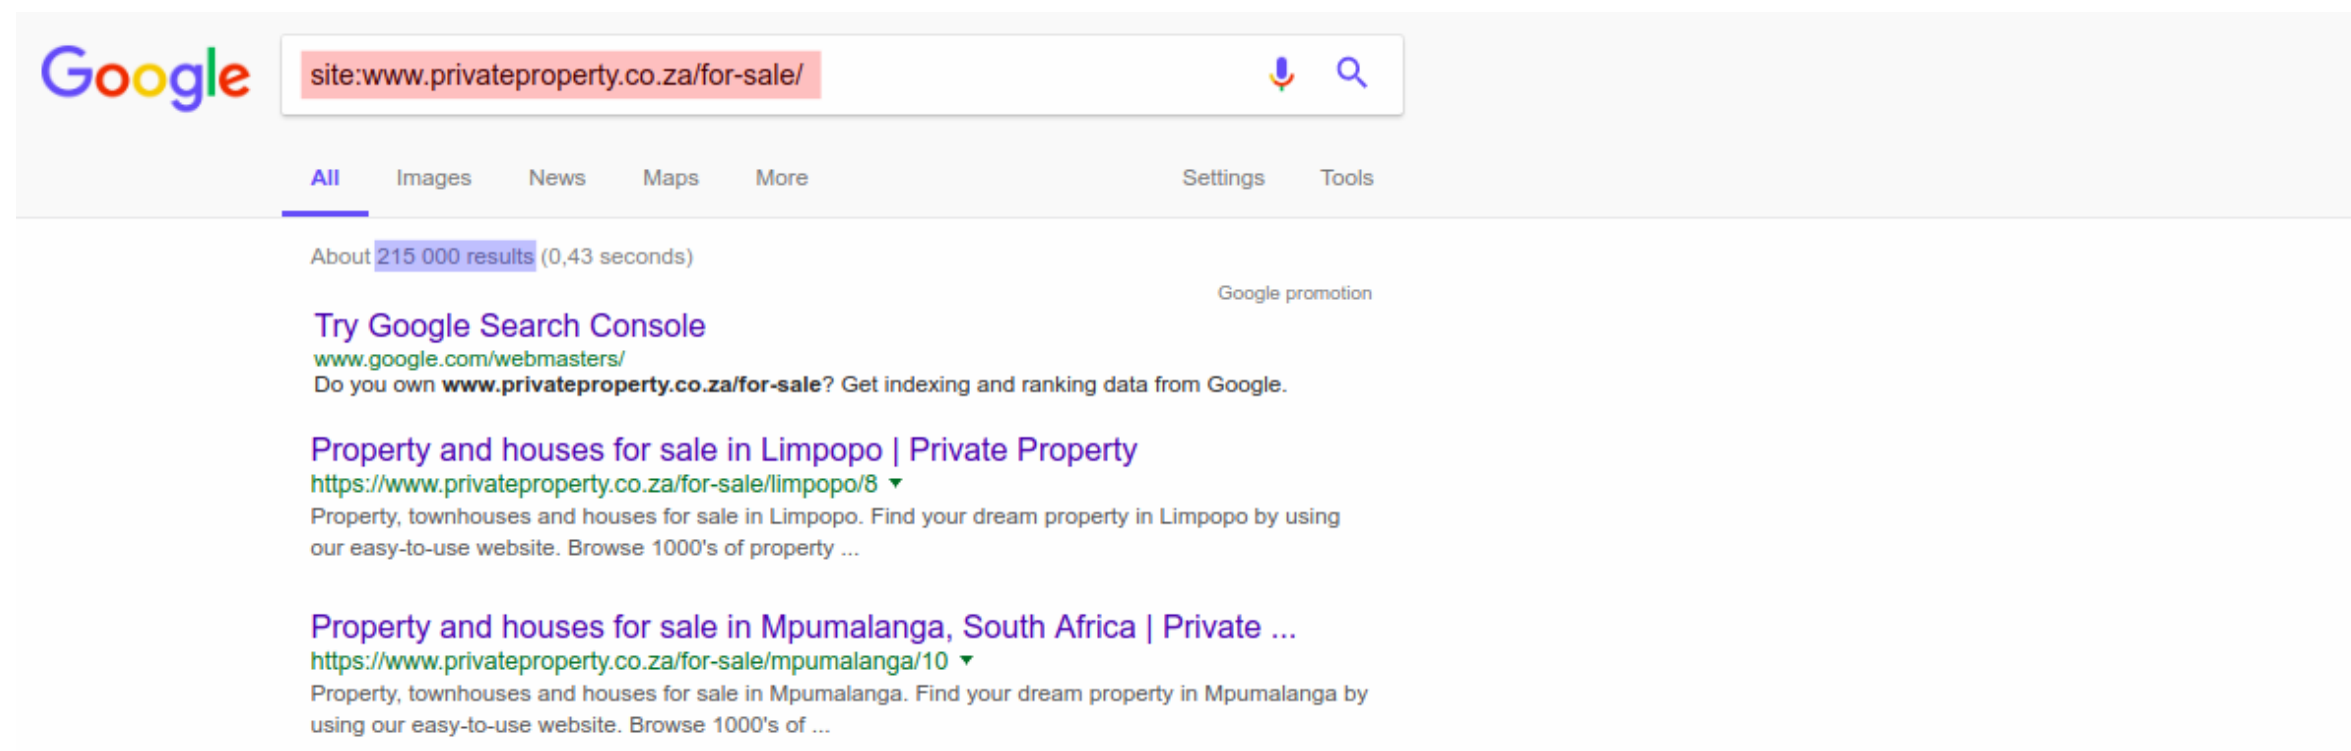 Google
site:www.privateproperty.co.za/for-sale/
All Images News Maps More Settings Tools
About 215 000 results (0,43 seconds)
Google promotion
Try Google Search Console
www.google.com/webmasters/
Do you own www.privateproperty.co.za/for-sale? Get indexing and ranking data from Google.
Property and houses for sale in Limpopo | Private Property
https://www.privateproperty.co.za/for-sale/limpopo/8
Property, townhouses and houses for sale in Limpopo. Find your dream property in Limpopo by using
our easy-to-use website. Browse 1000's of property ...
Property and houses for sale in Mpumalanga, South Africa | Private ...
https://www.privateproperty.co.za/for-sale/mpumalanga/10
Property, townhouses and houses for sale in Mpumalanga. Find your dream property in Mpumalanga by
using our easy-to-use website. Browse 1000's of ...